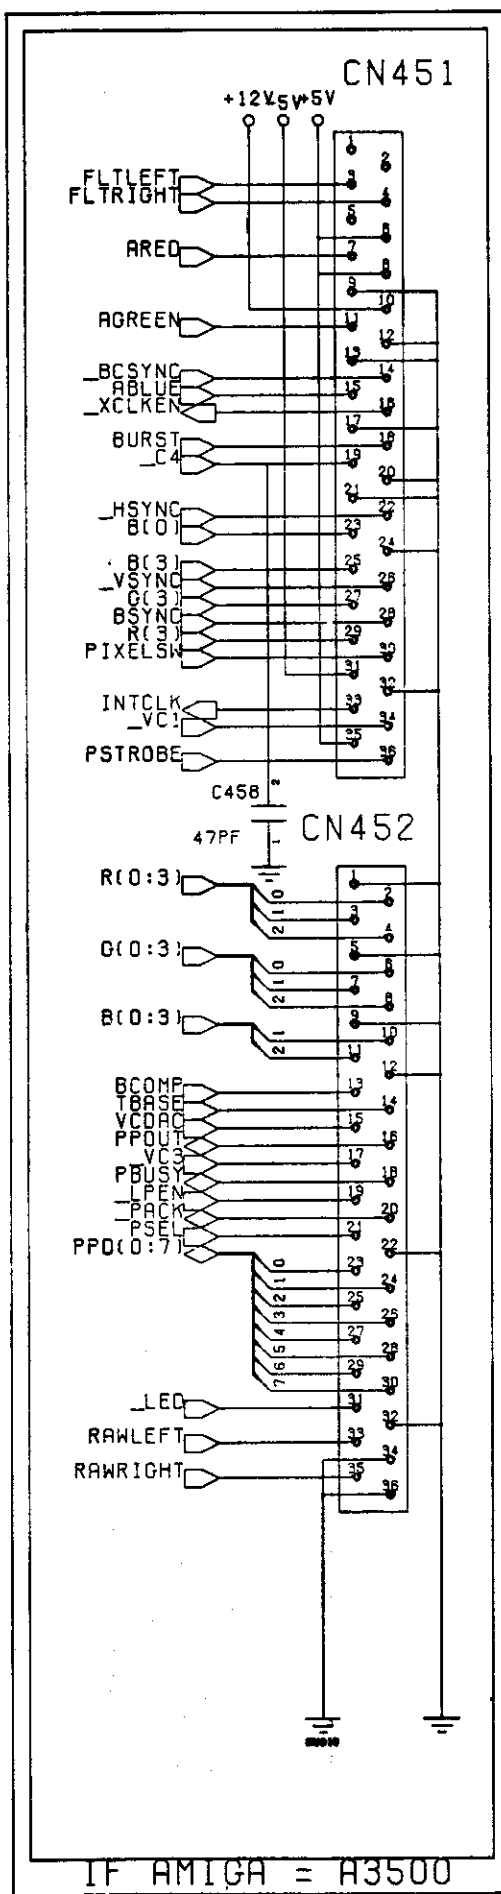 CN451
+12V -5V +5V
1
2
FLTLEFT 3
FLTRIGHT 4
5
6
ARED 7
8
9
10
AGREEN 11
12
13
_BCSYNC 14
ABLUE 15
_XCLKEN 16
17
BURST 18
_C4 19
20
21
_HSYNC 22
B(0) 23
24
B(3) 25
_VSYNC 26
G(3) 27
BSYNC 28
R(3) 29
PIXELSW 30
31
32
INTCLK 33
_VC1 34
35
PSTROBE 36
C458 2
47PF 1
CN452
R(0:3) 1
0 2
1 3
2 4
G(0:3) 5
0 6
1 7
2 8
B(0:3) 9
1 10
2 11
12
BCOMP 13
TBASE 14
VCDAC 15
PPOUT 16
_VC3 17
PBUSY 18
_LPEN 19
_PACK 20
PSEL 21
PPD(0:7) 22
0 23
1 24
2 25
3 26
4 27
5 28
6 29
7 30
_LED 31
32
RAWLEFT 33
34
RAWRIGHT 35
36
AUDIO
IF AMIGA = A3500